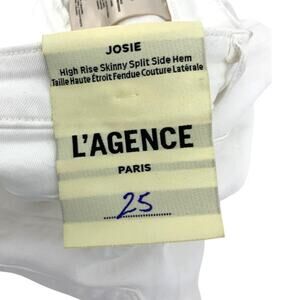 JOSIE
High Rise Skinny Split Side Hem
Taille Haute Étroit Fendue Couture Latérale
L'AGENCE
PARIS
25